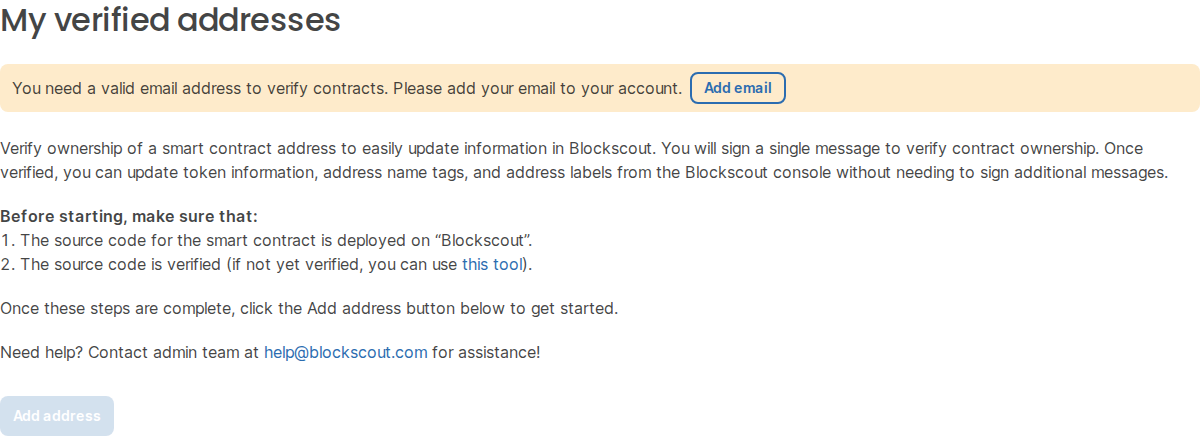 My verified addresses
You need a valid email address to verify contracts. Please add your email to your account. Add email
Verify ownership of a smart contract address to easily update information in Blockscout. You will sign a single message to verify contract ownership. Once
verified, you can update token information, address name tags, and address labels from the Blockscout console without needing to sign additional messages.
Before starting, make sure that:
1. The source code for the smart contract is deployed on “Blockscout”.
2. The source code is verified (if not yet verified, you can use this tool).
Once these steps are complete, click the Add address button below to get started.
Need help? Contact admin team at help@blockscout.com for assistance!
Add address